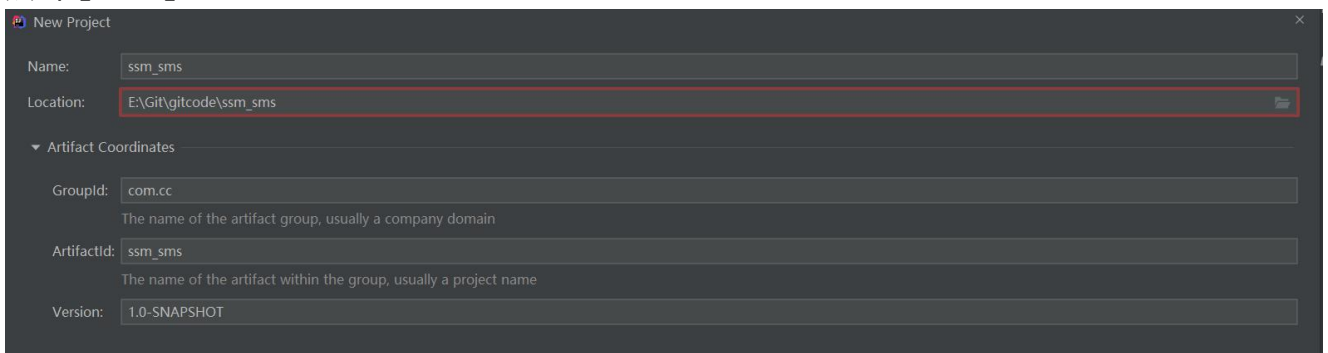 New Project
Name: ssm_sms
Location: E:\Git\gitcode\ssm_sms
Artifact Coordinates
GroupId: com.cc
The name of the artifact group, usually a company domain
ArtifactId: ssm_sms
The name of the artifact within the group, usually a project name
Version: 1.0-SNAPSHOT